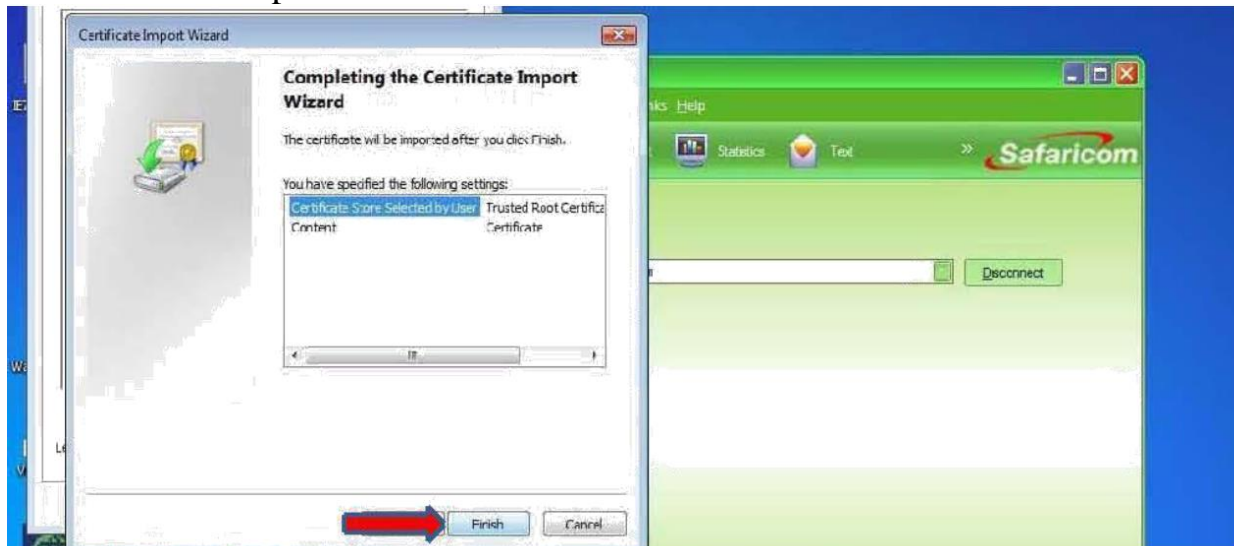 Certificate Import Wizard
Completing the Certificate Import
Wizard
The certificate will be imported after you click Finish.
You have specified the following settings:
Certificate Store Selected by User Trusted Root Certifica
Content Certificate
Finish Cancel
Help
Statistics Text » Safaricom
Disconnect